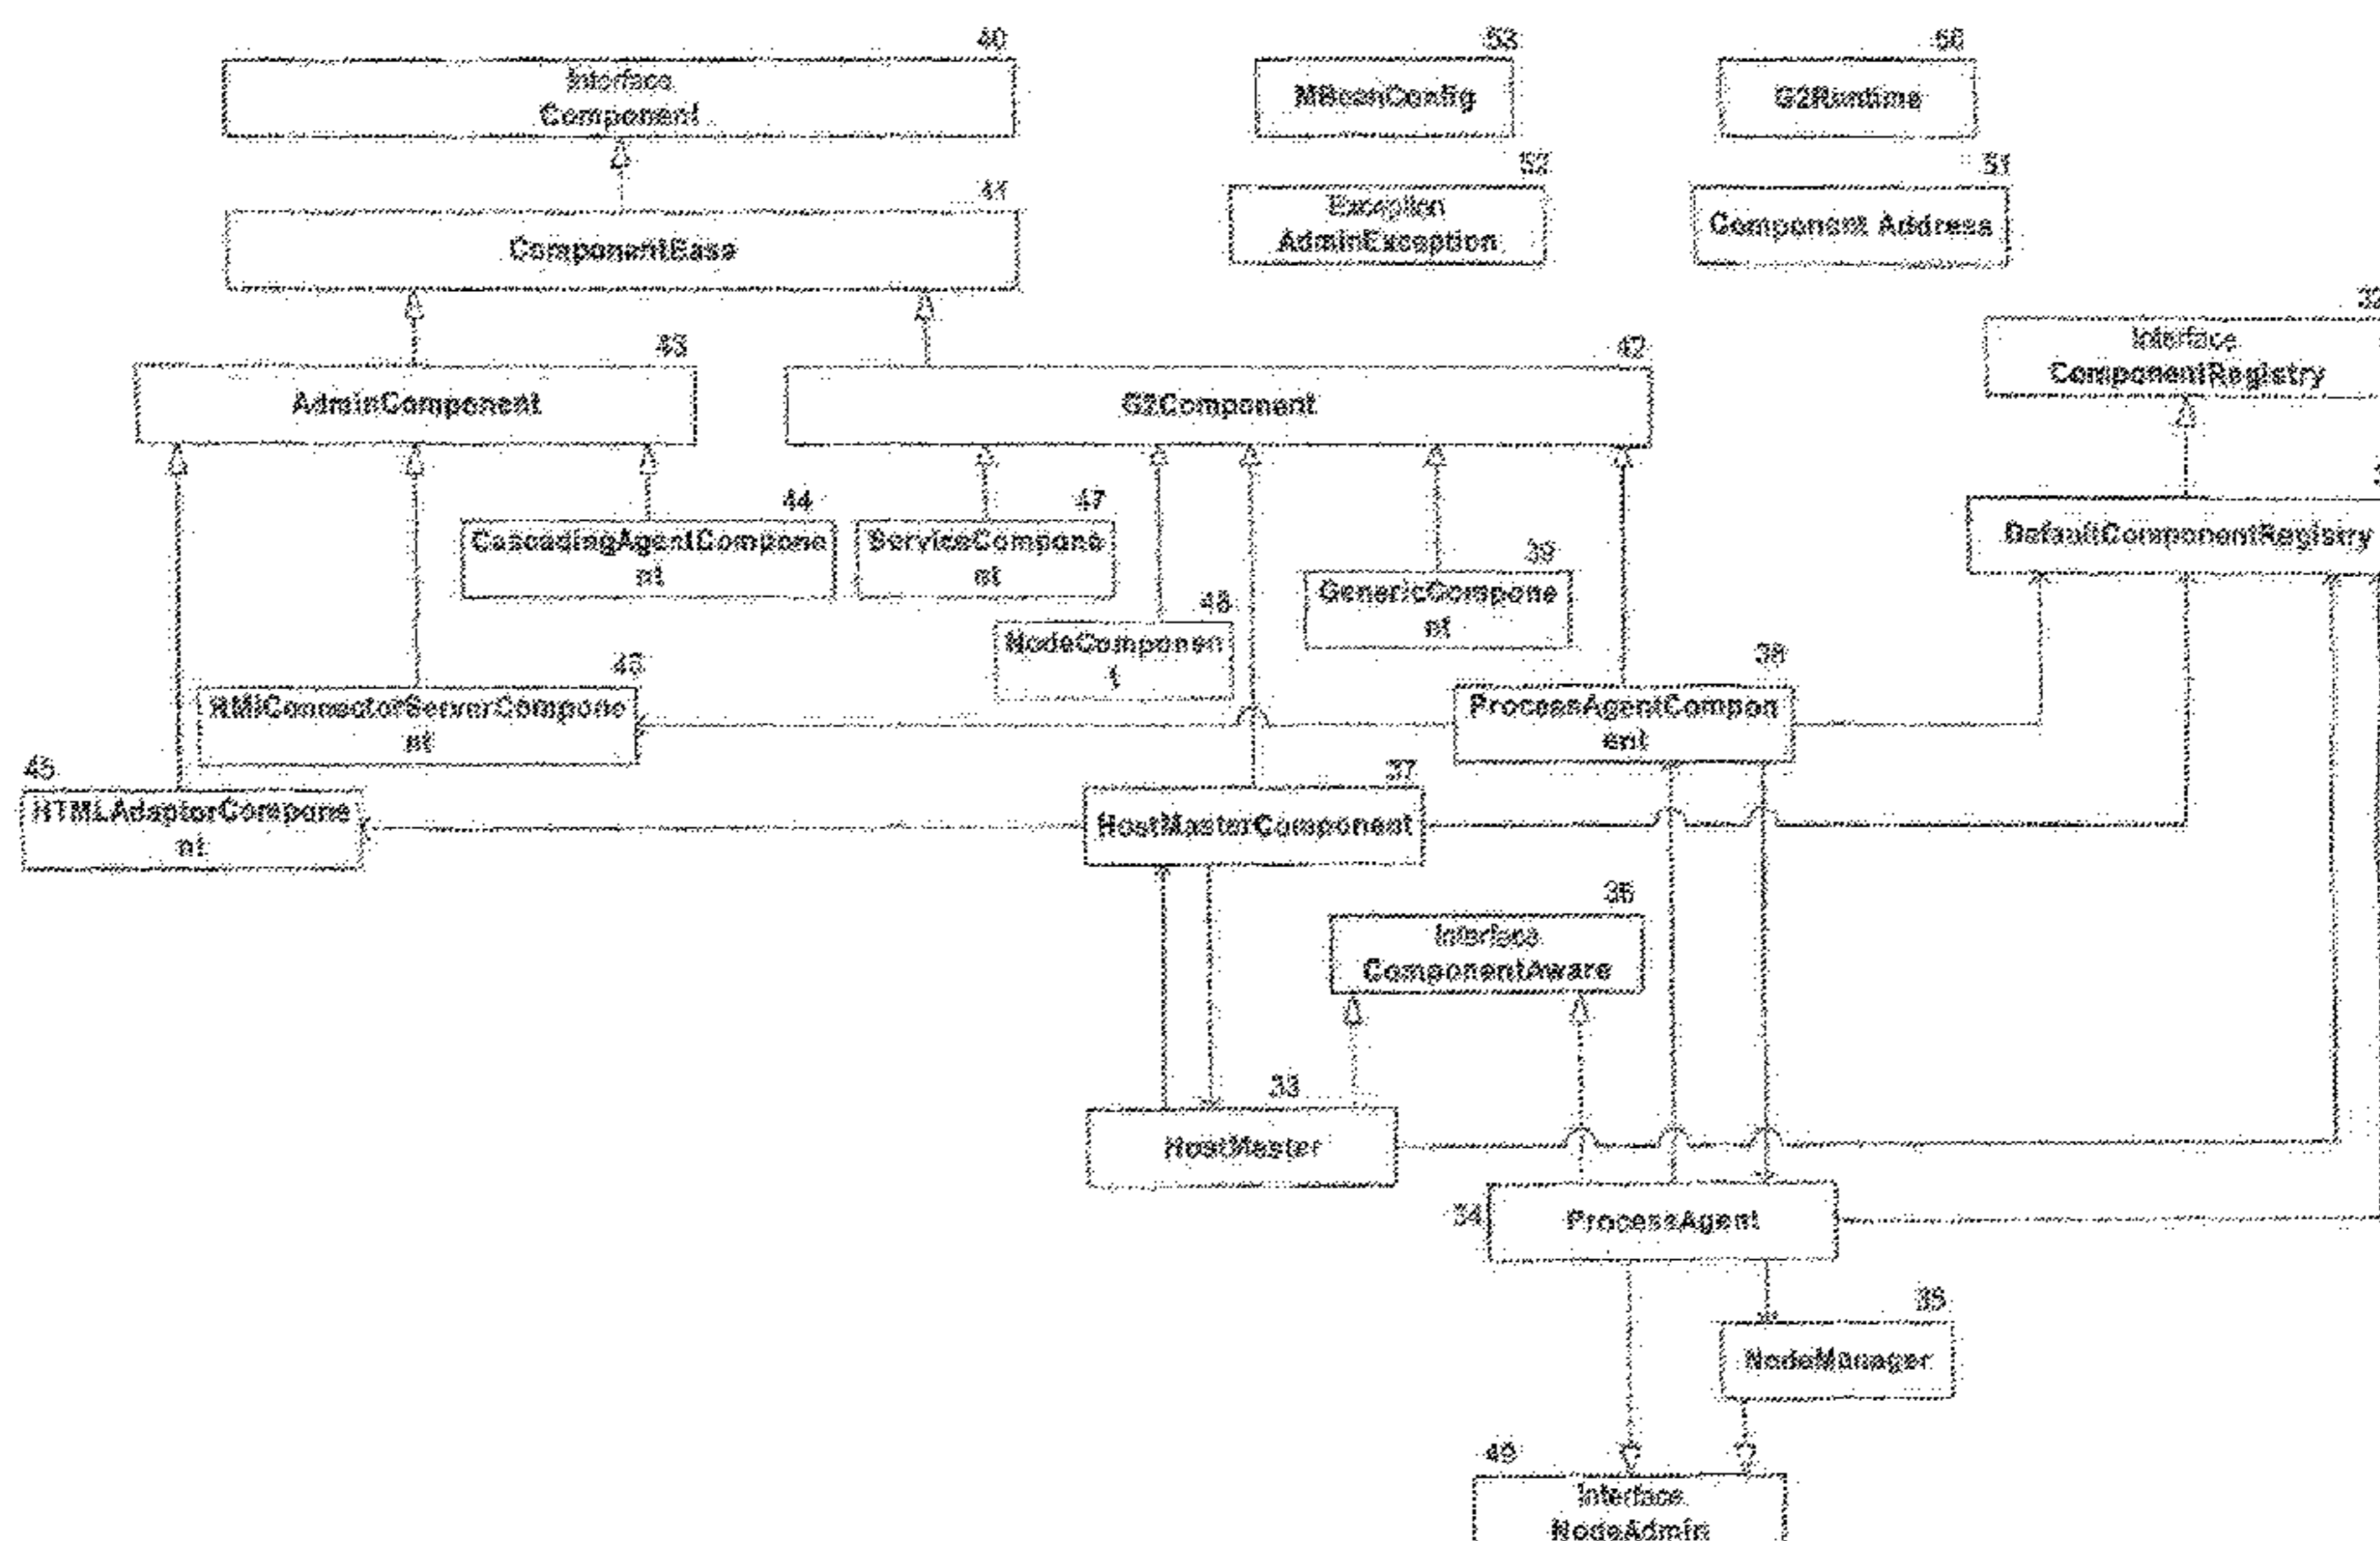 40
Interface
Component
53
MBeanConfig
50
G2Runtime
52
Exception
AdminException
51
Component Address
41
ComponentBase
32
Interface
ComponentRegistry
43
AdminComponent
42
G2Component
DefaultComponentRegistry
44
CascadingAgentCompone
nt
47
ServiceCompone
nt
39
GenericCompone
nt
48
NodeComponen
t
46
RMIConnectorServerCompone
nt
38
ProcessAgentCompon
ent
45
HTMLAdaptorCompone
nt
37
HostMasterComponent
36
Interface
ComponentAware
33
HostMaster
34
ProcessAgent
35
NodeManager
49
Interface
NodeAdmin